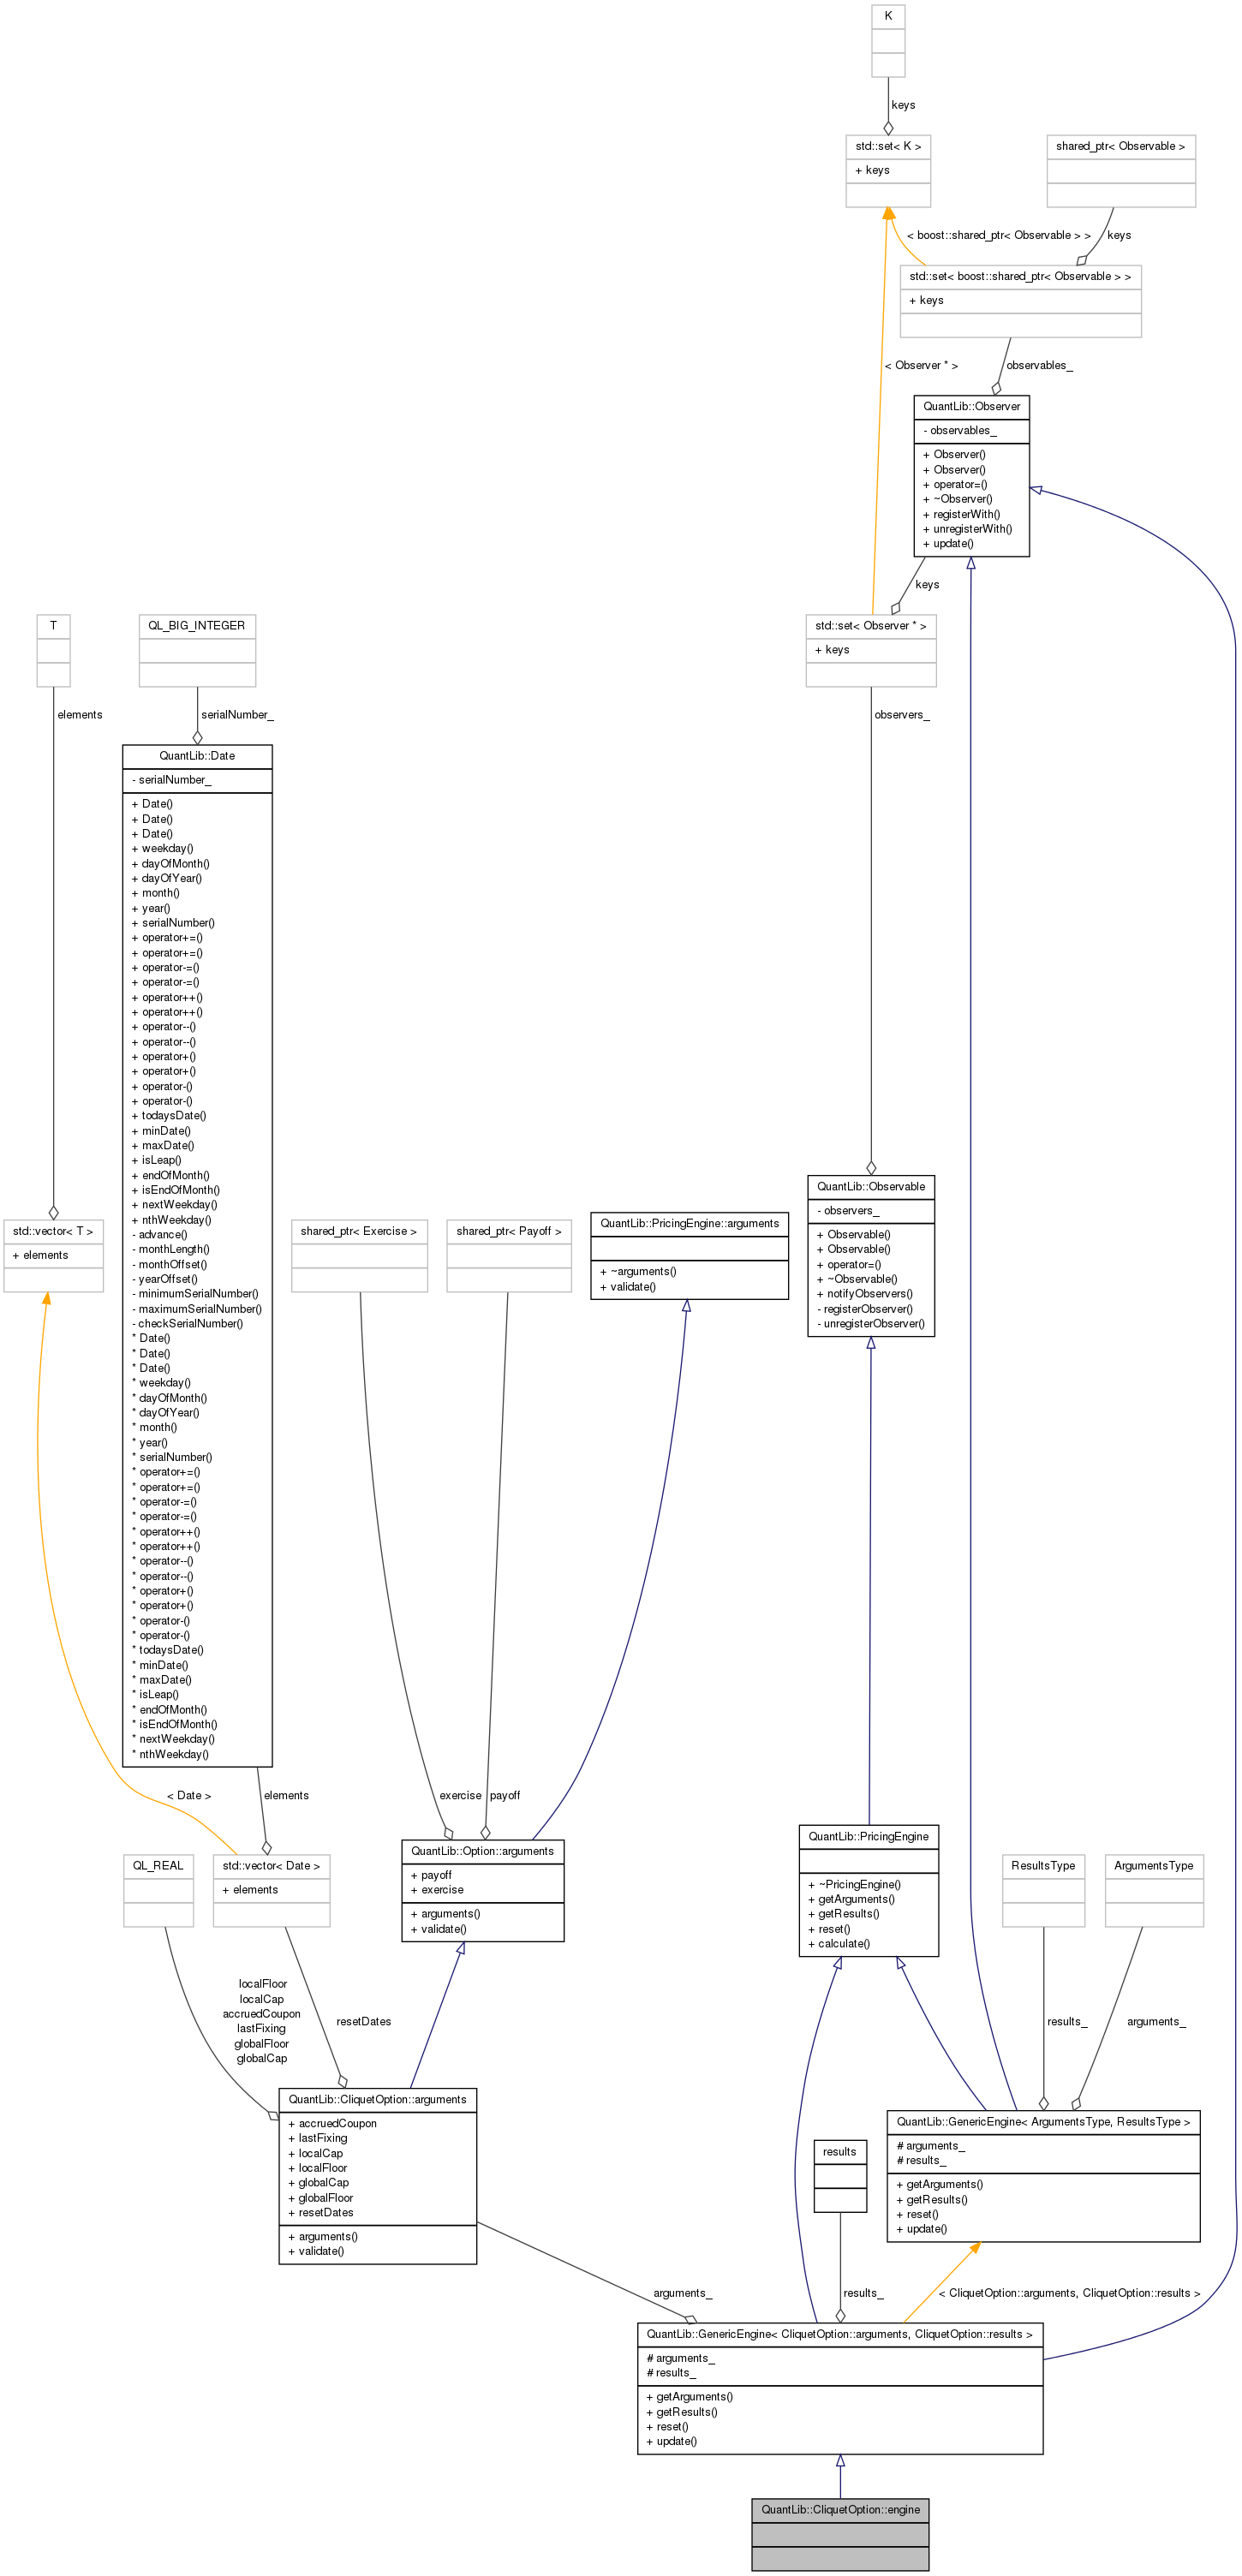 K
keys
std::set< K >
+ keys
shared_ptr< Observable >
< boost::shared_ptr< Observable > >
keys
std::set< boost::shared_ptr< Observable > >
+ keys
< Observer * >
observables_
QuantLib::Observer
- observables_
+ Observer()
+ Observer()
+ operator=()
+ ~Observer()
+ registerWith()
+ unregisterWith()
+ update()
keys
std::set< Observer * >
+ keys
observers_
T
elements
QL_BIG_INTEGER
serialNumber_
QuantLib::Date
- serialNumber_
+ Date()
+ Date()
+ Date()
+ weekday()
+ dayOfMonth()
+ dayOfYear()
+ month()
+ year()
+ serialNumber()
+ operator+=()
+ operator+=()
+ operator-=()
+ operator-=()
+ operator++()
+ operator++()
+ operator--()
+ operator--()
+ operator+()
+ operator+()
+ operator-()
+ operator-()
+ todaysDate()
+ minDate()
+ maxDate()
+ isLeap()
+ endOfMonth()
+ isEndOfMonth()
+ nextWeekday()
+ nthWeekday()
- advance()
- monthLength()
- monthOffset()
- yearOffset()
- minimumSerialNumber()
- maximumSerialNumber()
- checkSerialNumber()
* Date()
* Date()
* Date()
* weekday()
* dayOfMonth()
* dayOfYear()
* month()
* year()
* serialNumber()
* operator+=()
* operator+=()
* operator-=()
* operator-=()
* operator++()
* operator++()
* operator--()
* operator--()
* operator+()
* operator+()
* operator-()
* operator-()
* todaysDate()
* minDate()
* maxDate()
* isLeap()
* endOfMonth()
* isEndOfMonth()
* nextWeekday()
* nthWeekday()
std::vector< T >
+ elements
shared_ptr< Exercise >
shared_ptr< Payoff >
QuantLib::PricingEngine::arguments
+ ~arguments()
+ validate()
QuantLib::Observable
- observers_
+ Observable()
+ Observable()
+ operator=()
+ ~Observable()
+ notifyObservers()
- registerObserver()
- unregisterObserver()
< Date >
elements
exercise
payoff
QL_REAL
std::vector< Date >
+ elements
QuantLib::Option::arguments
+ payoff
+ exercise
+ arguments()
+ validate()
QuantLib::PricingEngine
+ ~PricingEngine()
+ getArguments()
+ getResults()
+ reset()
+ calculate()
ResultsType
ArgumentsType
localFloor
localCap
accruedCoupon
lastFixing
globalFloor
globalCap
resetDates
results_
arguments_
QuantLib::CliquetOption::arguments
+ accruedCoupon
+ lastFixing
+ localCap
+ localFloor
+ globalCap
+ globalFloor
+ resetDates
+ arguments()
+ validate()
results
QuantLib::GenericEngine< ArgumentsType, ResultsType >
# arguments_
# results_
+ getArguments()
+ getResults()
+ reset()
+ update()
arguments_
results_
< CliquetOption::arguments, CliquetOption::results >
QuantLib::GenericEngine< CliquetOption::arguments, CliquetOption::results >
# arguments_
# results_
+ getArguments()
+ getResults()
+ reset()
+ update()
QuantLib::CliquetOption::engine